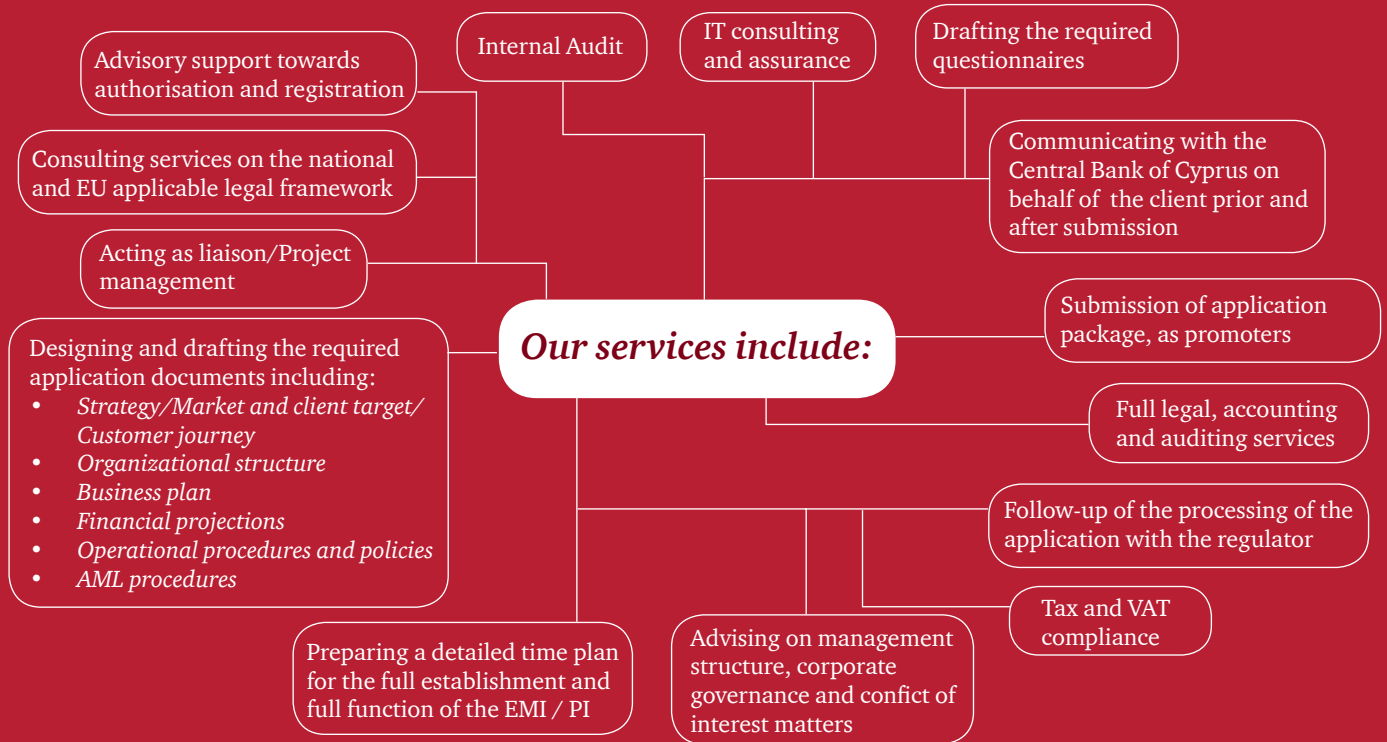 Advisory support towards
authorisation and registration
Internal Audit
IT consulting
and assurance
Drafting the required
questionnaires
Consulting services on the national
and EU applicable legal framework
Communicating with the
Central Bank of Cyprus on
behalf of the client prior and
after submission
Acting as liaison/Project
management
Our services include:
Submission of application
package, as promoters
Designing and drafting the required
application documents including:
• Strategy/Market and client target/
Customer journey
• Organizational structure
• Business plan
• Financial projections
• Operational procedures and policies
• AML procedures
Full legal, accounting
and auditing services
Follow-up of the processing of the
application with the regulator
Tax and VAT
compliance
Preparing a detailed time plan
for the full establishment and
full function of the EMI / PI
Advising on management
structure, corporate
governance and confict of
interest matters